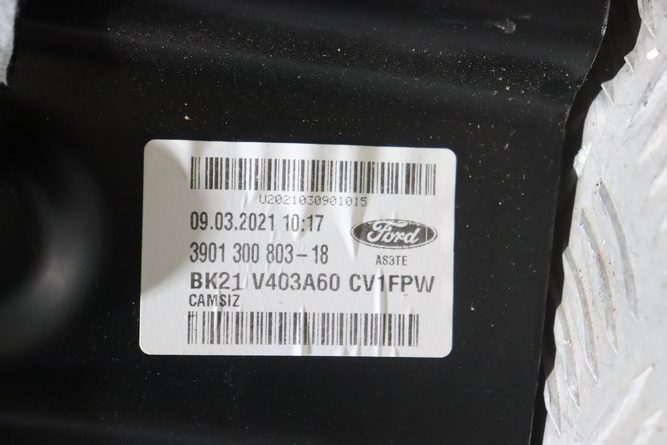 U2021030901015
09.03.2021 10:17
Ford
3901 300 803-18
AS3TE
BK21 V403A60 CV1FPW
CAMSIZ